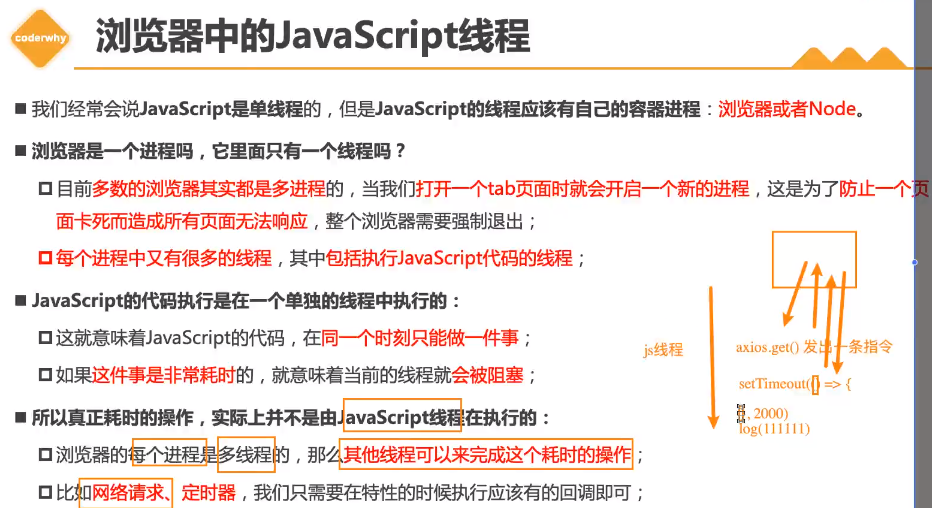 coderwhy
浏览器中的JavaScript线程
我们经常会说JavaScript是单线程的，但是JavaScript的线程应该有自己的容器进程：浏览器或者Node。
浏览器是一个进程吗，它里面只有一个线程吗？
目前多数的浏览器其实都是多进程的，当我们打开一个tab页面时就会开启一个新的进程，这是为了防止一个页
面卡死而造成所有页面无法响应，整个浏览器需要强制退出；
每个进程中又有很多的线程，其中包括执行JavaScript代码的线程；
JavaScript的代码执行是在一个单独的线程中执行的：
这就意味着JavaScript的代码，在同一个时刻只能做一件事；
如果这件事是非常耗时的，就意味着当前的线程就会被阻塞；
所以真正耗时的操作，实际上并不是由JavaScript线程在执行的：
浏览器的每个进程是多线程的，那么其他线程可以来完成这个耗时的操作；
比如网络请求、定时器，我们只需要在特性的时候执行应该有的回调即可；
js线程
axios.get() 发出一条指令
setTimeout(() => {
, 2000)
log(111111)